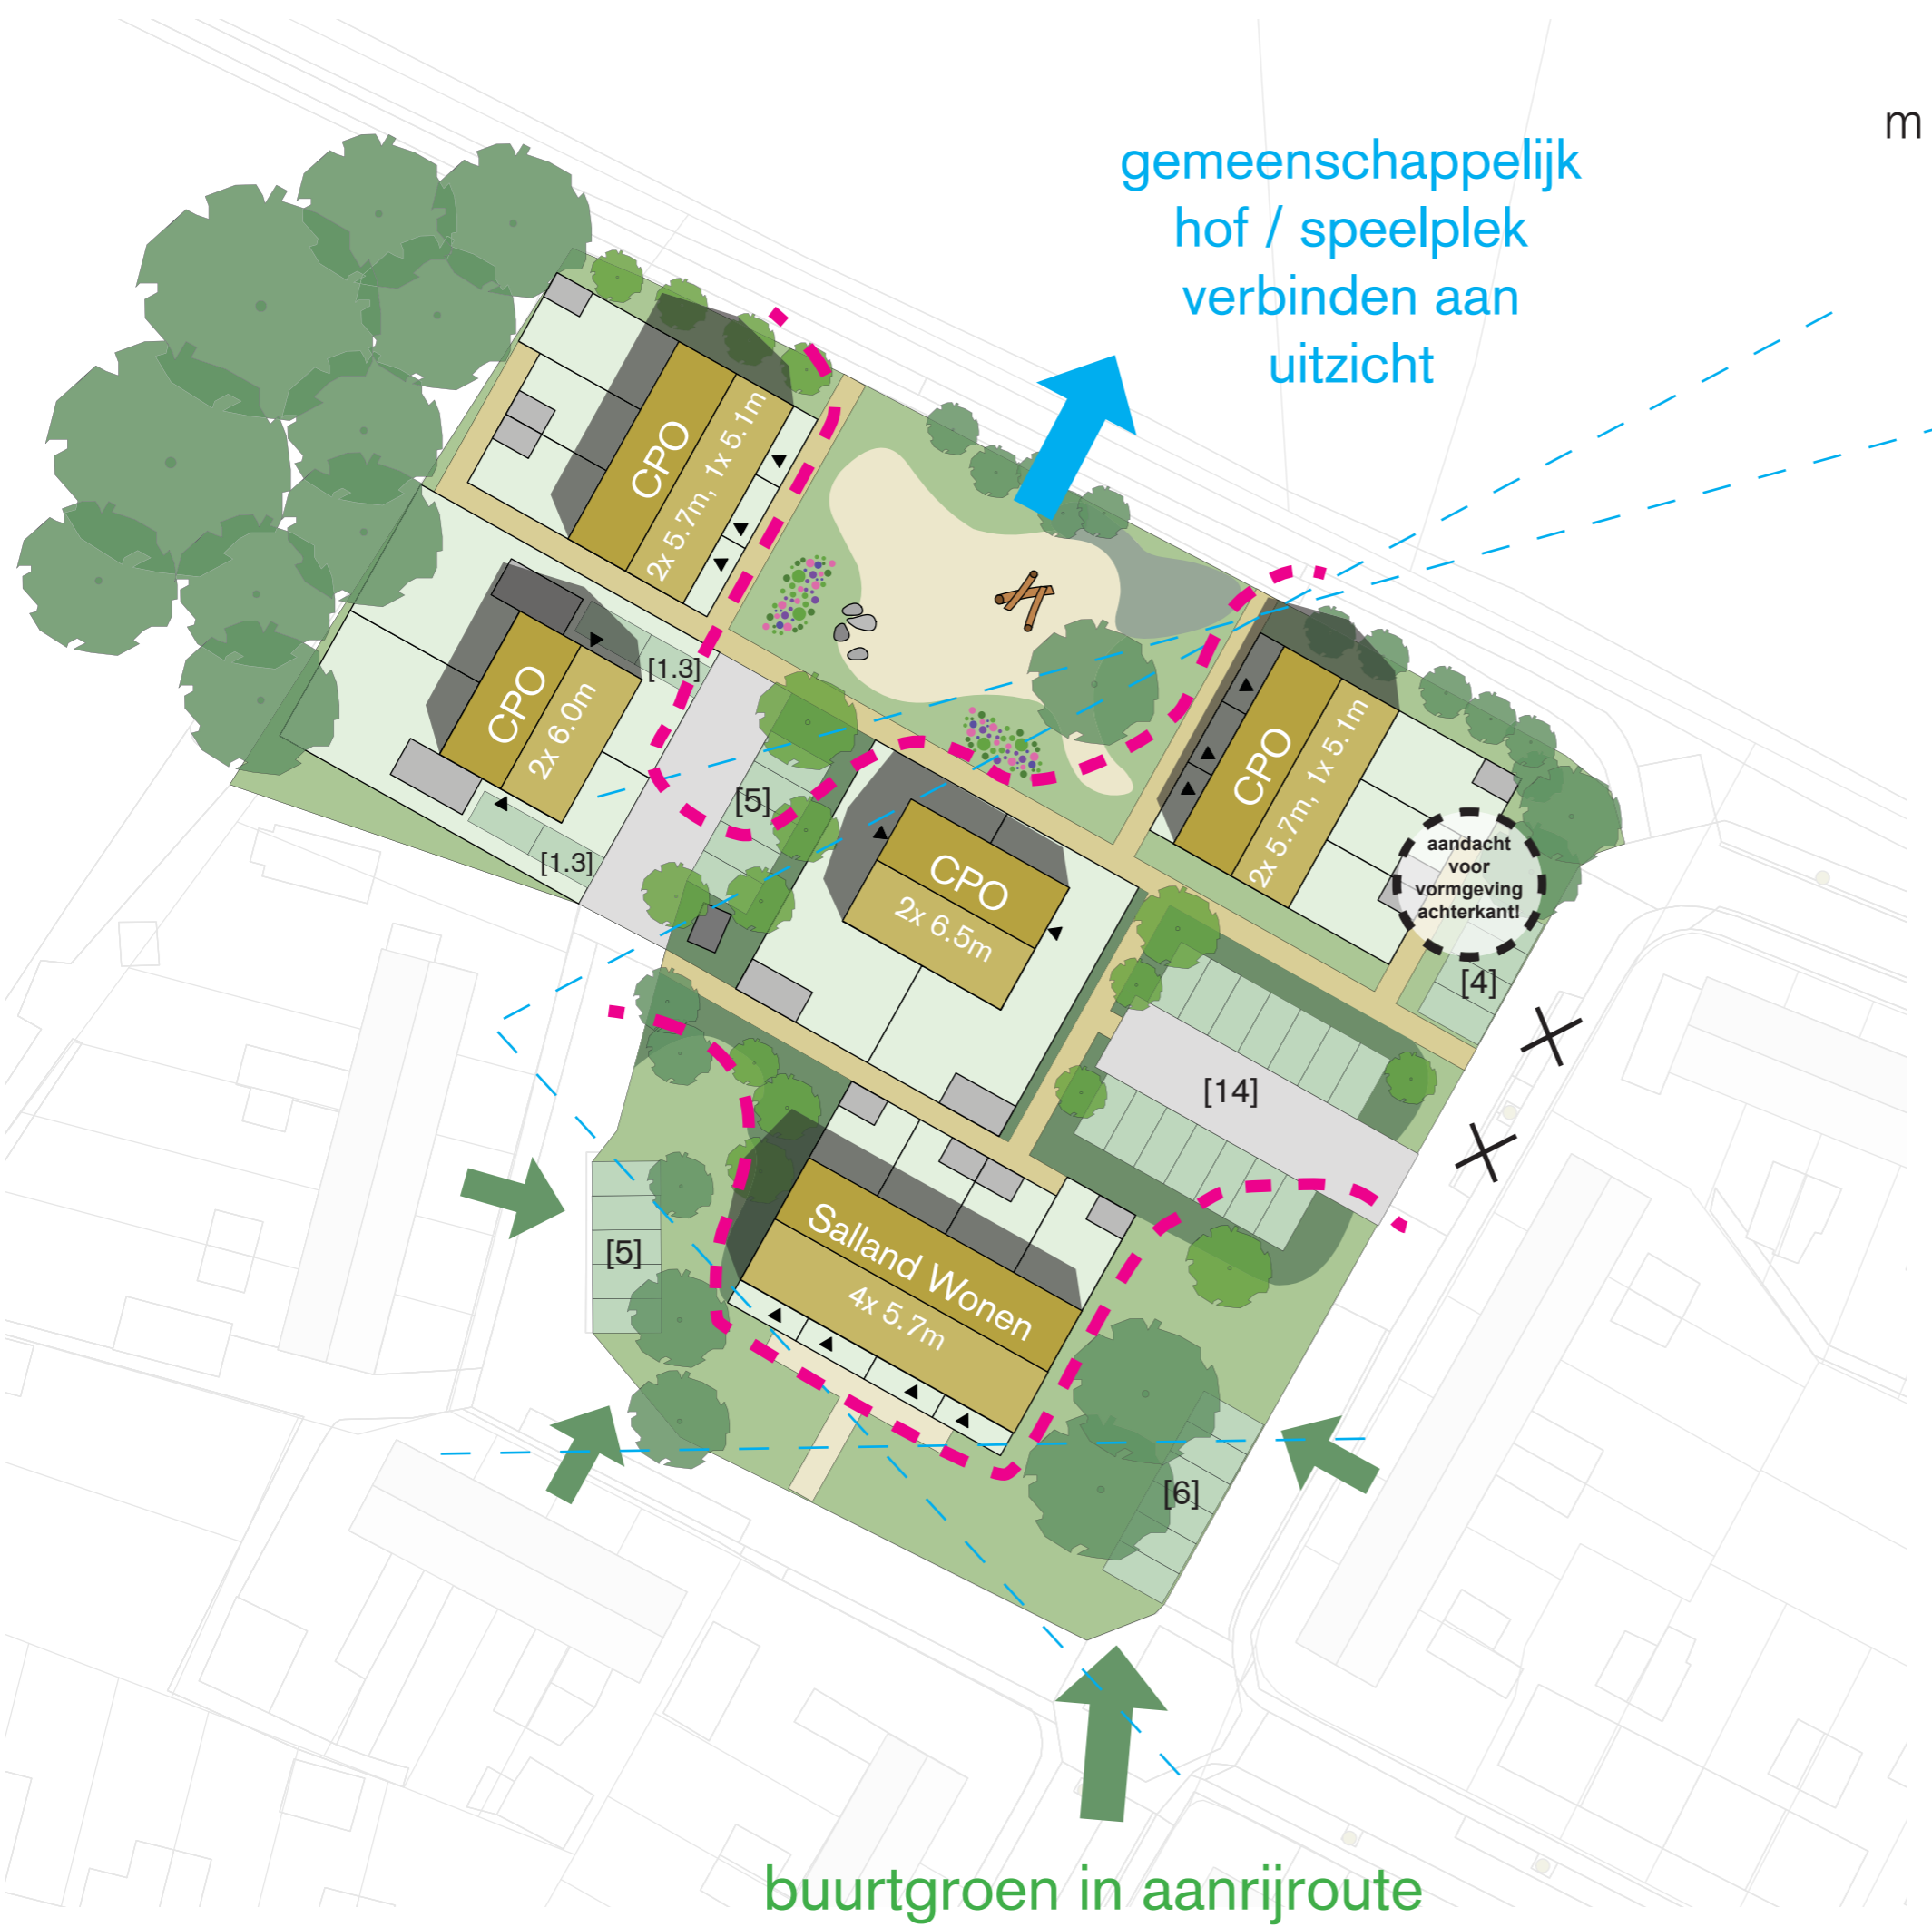 m
gemeenschappelijk
hof / speelplek
verbinden aan
uitzicht
CPO
2x 5.7m, 1x 5.1m
[1.3]
CPO
2x 6.0m
[1.3]
[5]
CPO
2x 6.5m
CPO
2x 5.7m, 1x 5.1m
aandacht
voor
vormgeving
achterkant!
[4]
[14]
Salland Wonen
4x 5.7m
[5]
[6]
buurtgroen in aanrijroute